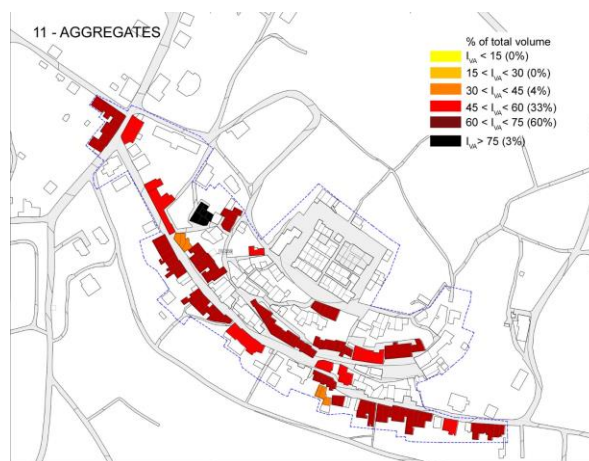 11 - AGGREGATES
% of total volume
I_VA < 15 (0%)
15 < I_VA < 30 (0%)
30 < I_VA < 45 (4%)
45 < I_VA < 60 (33%)
60 < I_VA < 75 (60%)
I_VA > 75 (3%)